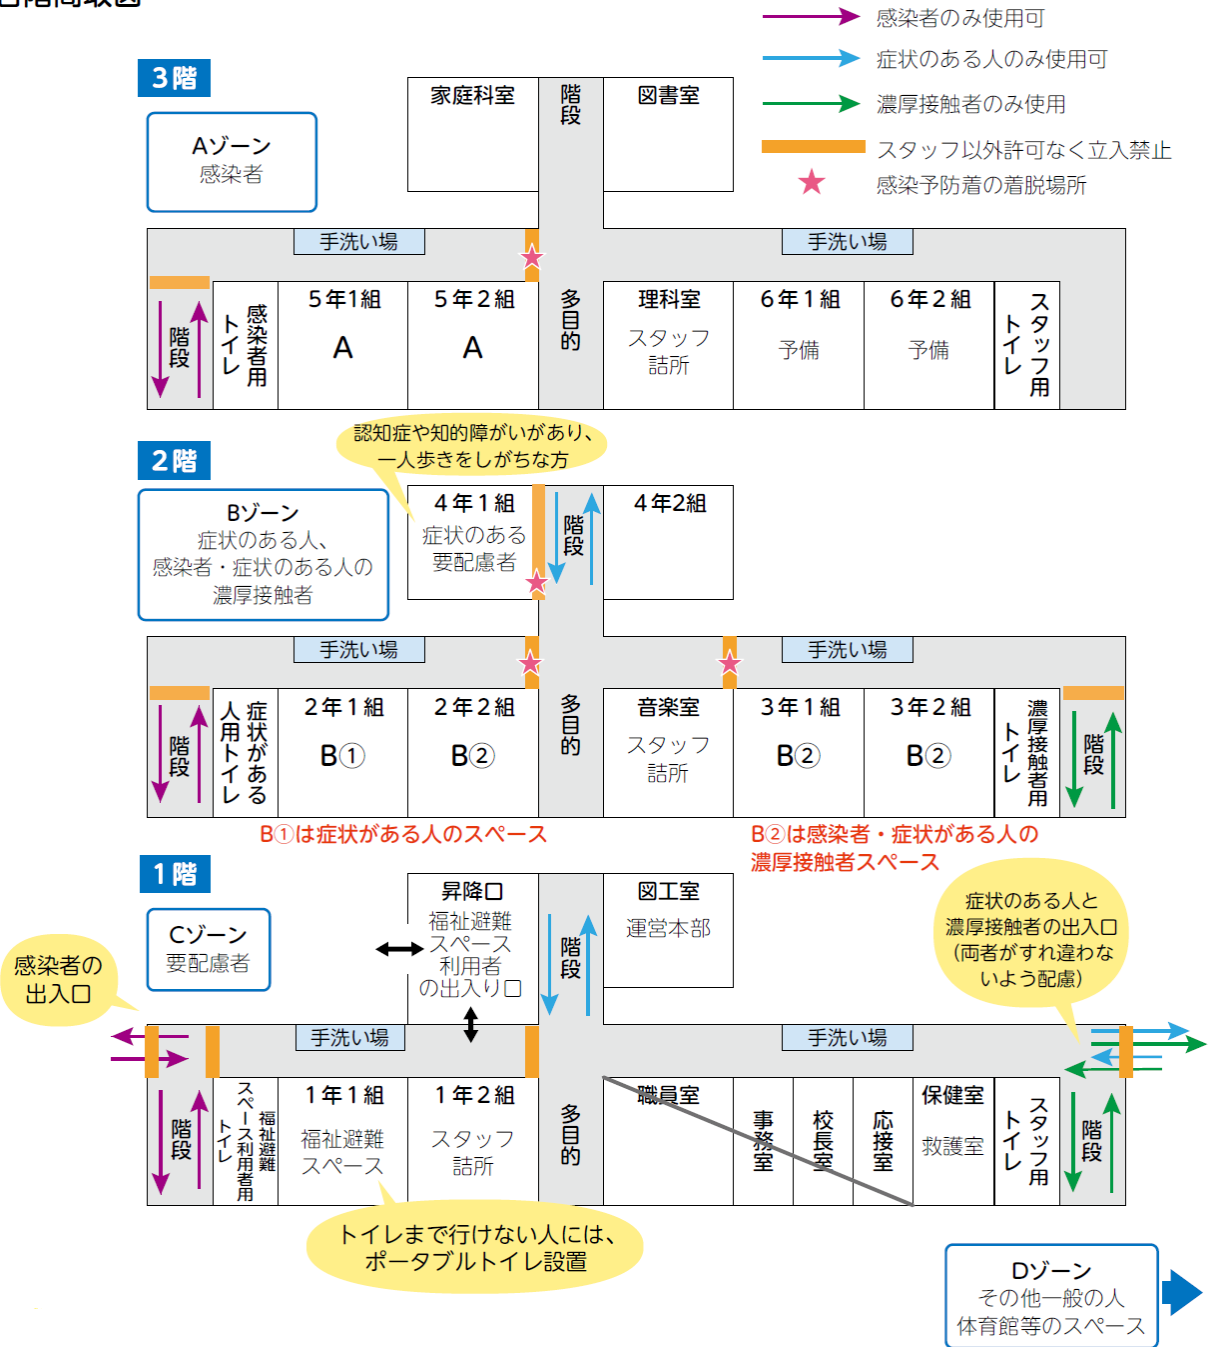 各階間取図
感染者のみ使用可
症状のある人のみ使用可
濃厚接触者のみ使用
スタッフ以外許可なく立入禁止
感染予防着の着脱場所
3階
Aゾーン
感染者
家庭科室
階段
図書室
手洗い場
手洗い場
階段
感染者用
トイレ
5年1組
A
5年2組
A
多目的
理科室
スタッフ
詰所
6年1組
予備
6年2組
予備
スタッフ用
トイレ
認知症や知的障がいがあり、
一人歩きをしがちな方
2階
Bゾーン
症状のある人、
感染者・症状のある人の
濃厚接触者
4年1組
症状のある
要配慮者
階段
4年2組
手洗い場
手洗い場
階段
症状がある
人用トイレ
2年1組
B①
2年2組
B②
多目的
音楽室
スタッフ
詰所
3年1組
B②
3年2組
B②
濃厚接触者用
トイレ
階段
B①は症状がある人のスペース
B②は感染者・症状がある人の
濃厚接触者スペース
1階
Cゾーン
要配慮者
感染者の
出入口
昇降口
福祉避難
スペース
利用者
の出入り口
階段
図工室
運営本部
症状のある人と
濃厚接触者の出入口
(両者がすれ違わな
いよう配慮)
手洗い場
手洗い場
階段
福祉避難
スペース利用者用
トイレ
1年1組
福祉避難
スペース
1年2組
スタッフ
詰所
多目的
職員室
事務室
校長室
応接室
保健室
救護室
スタッフ用
トイレ
階段
トイレまで行けない人には、
ポータブルトイレ設置
Dゾーン
その他一般の人
体育館等のスペース